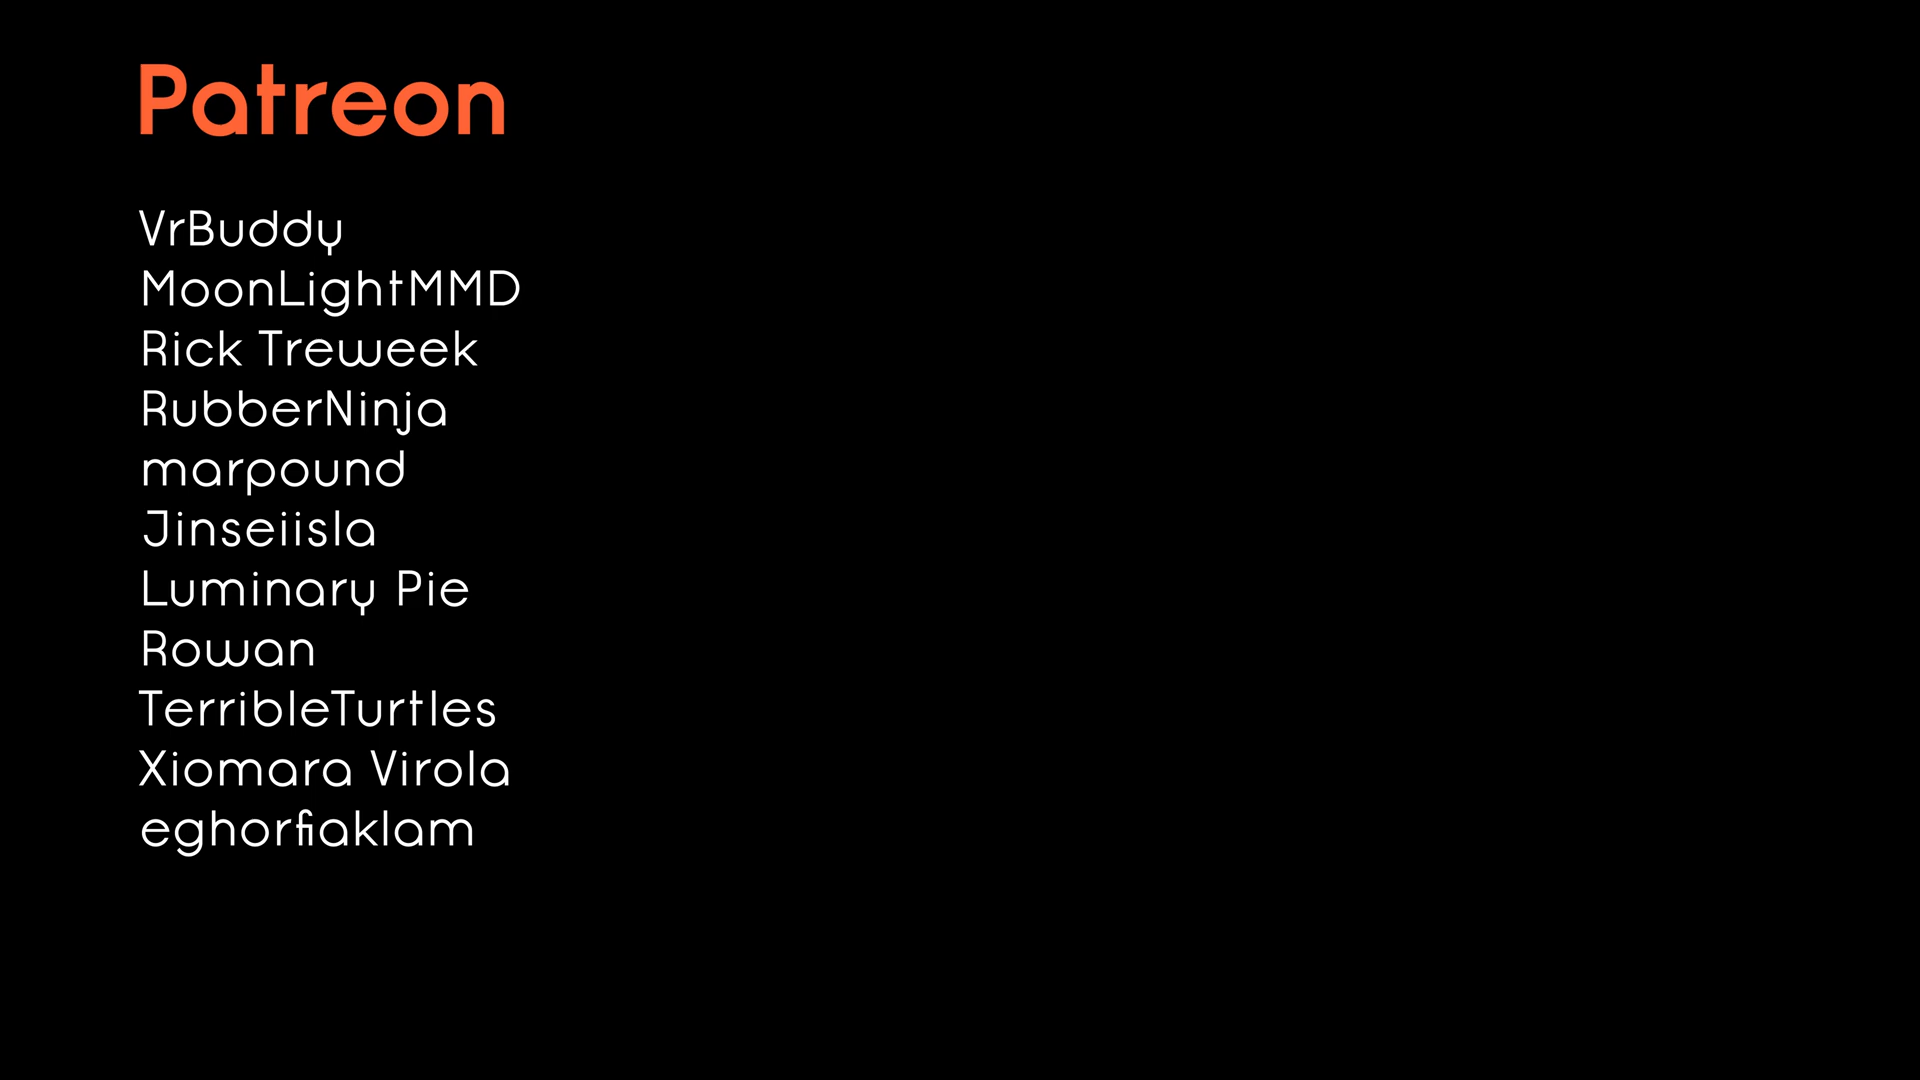 Patreon
VrBuddy
MoonLightMMD
Rick Treweek
RubberNinja
marpound
Jinseiisla
Luminary Pie
Rowan
TerribleTurtles
Xiomara Virola
eghorfiaklam